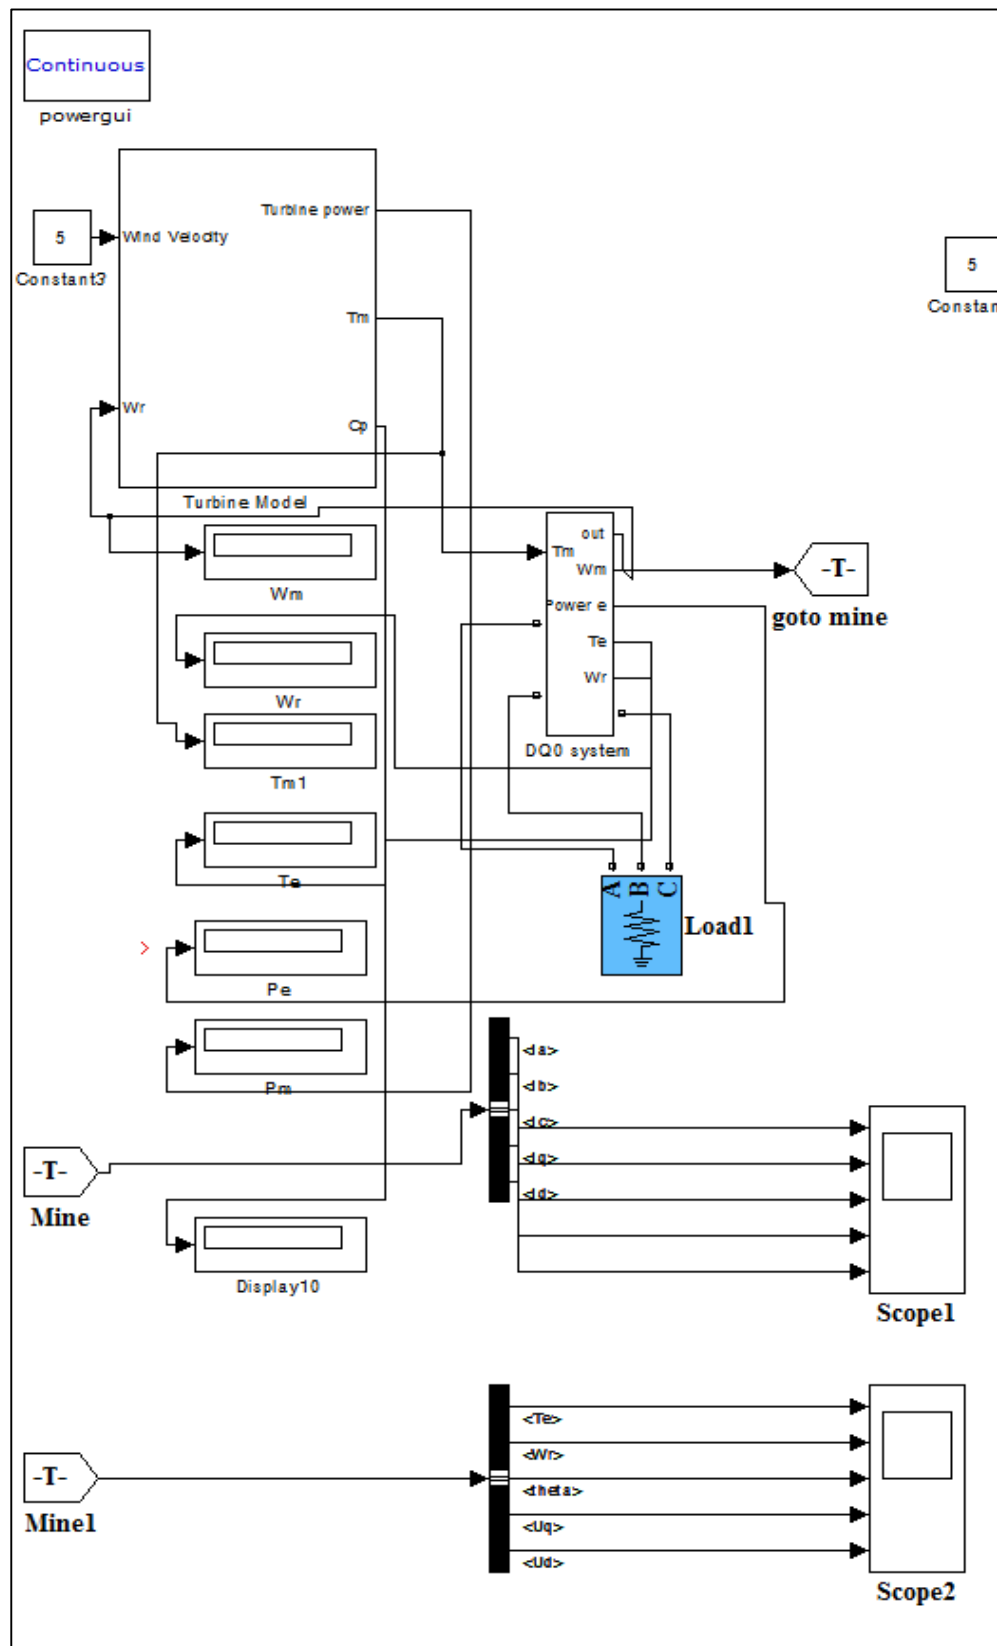 Continuous
powergui
Turbine power
5
Wind Velocity
Constant3
5
Constan
Tm
Wr
Cp
Turbine Model
out
Tm
Wm
-T-
Wm
Power e
goto mine
Te
Wr
Wr
DQ0 system
Tm1
Te
A B C
Load1
Pe
<Ia>
Pm
<Ib>
<Ic>
<Iq>
-T-
<Id>
Mine
Display10
Scope1
<Te>
<Wr>
-T-
<theta>
Mine1
<Uq>
<Ud>
Scope2